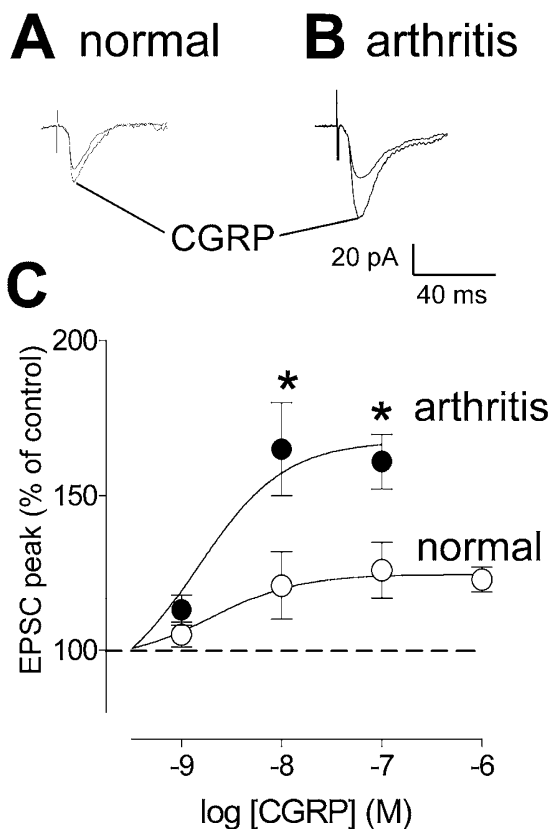 A normal
B arthritis
CGRP
20 pA
40 ms
C
EPSC peak (% of control)
200
150
100
*
*
arthritis
normal
-9
-8
-7
-6
log [CGRP] (M)